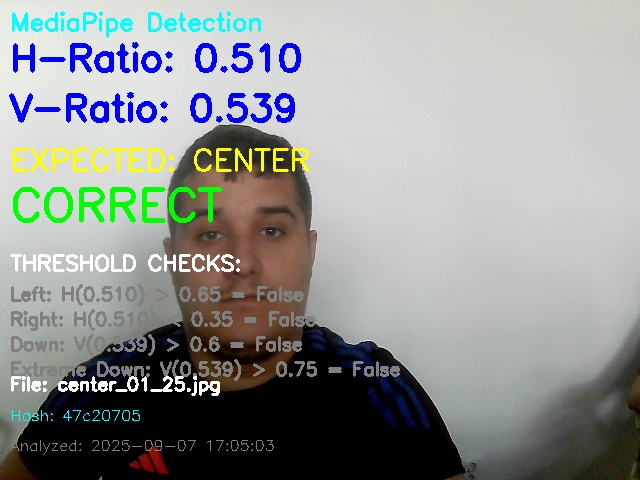 MediaPipe Detection
H-Ratio: 0.510
V-Ratio: 0.539
EXPECTED: CENTER
CORRECT
THRESHOLD CHECKS:
Left: H(0.510) > 0.65 = False
Right: H(0.510) < 0.35 = False
Down: V(0.539) > 0.6 = False
Extreme Down: V(0.539) > 0.75 = False
File: center_01_25.jpg
Hash: 47c20705
Analyzed: 2025-09-07 17:05:03